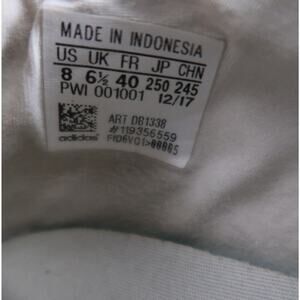 MADE IN INDONESIA
US UK FR JP CHN
8 6½ 40 250 245
PWI 001001 12/17
ART DB1338
#119356559
adidas